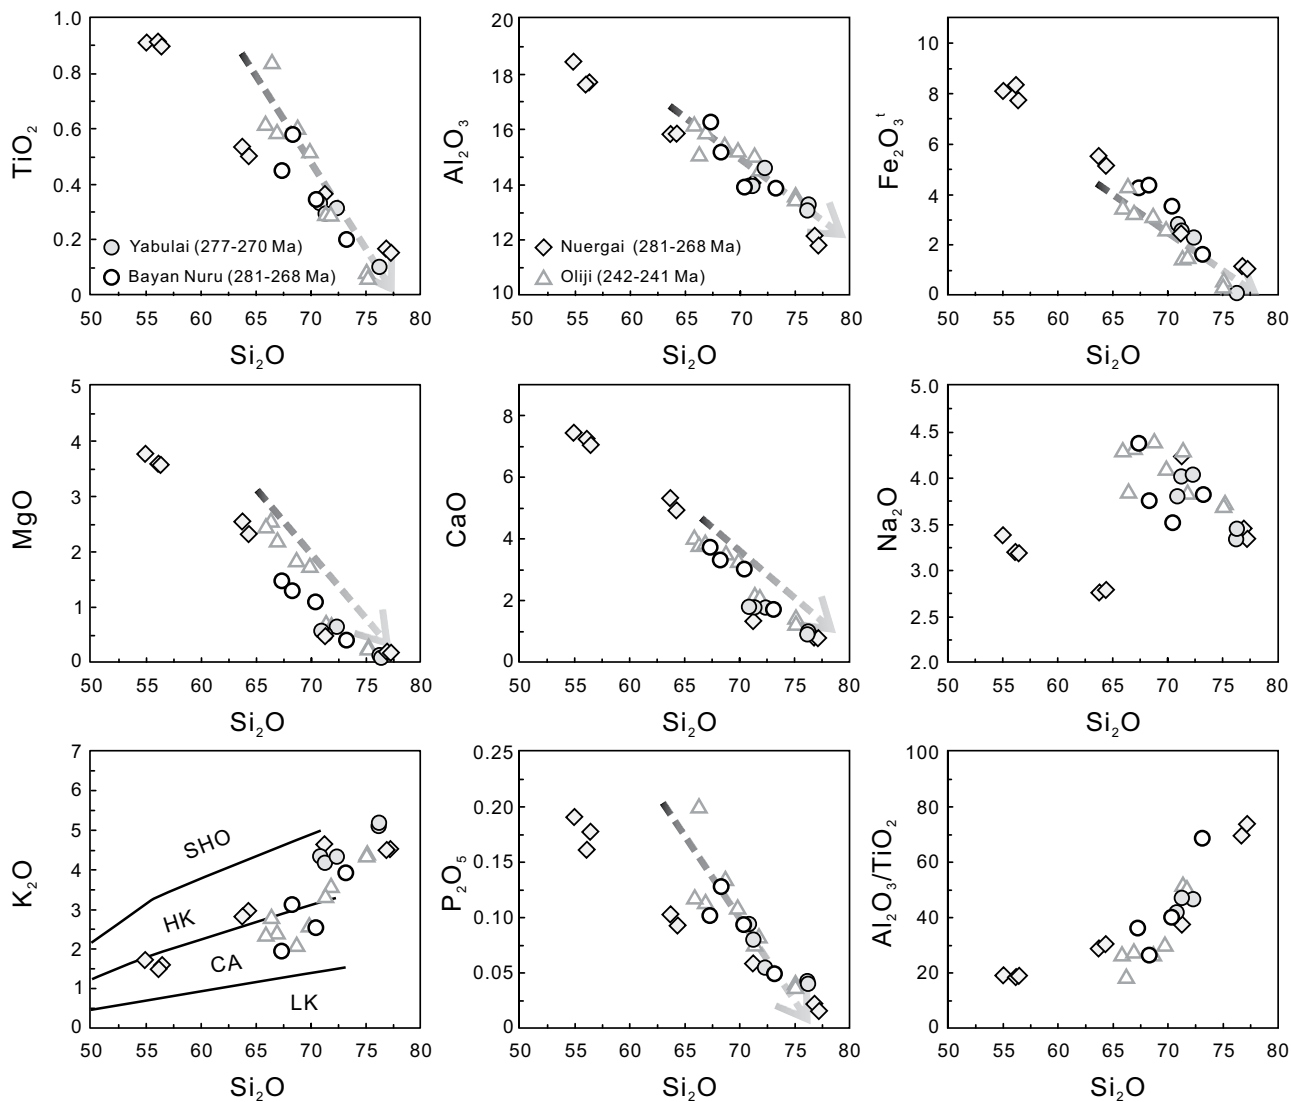 1.0
0.8
0.6
0.4
0.2
0
TiO2
Yabulai (277-270 Ma)
Bayan Nuru (281-268 Ma)
50 55 60 65 70 75 80
Si2O
20
18
16
14
12
10
Al2O3
Nuergai (281-268 Ma)
Oliji (242-241 Ma)
50 55 60 65 70 75 80
Si2O
10
8
6
4
2
0
Fe2O3t
50 55 60 65 70 75 80
Si2O
5
4
3
2
1
0
MgO
50 55 60 65 70 75 80
Si2O
8
6
4
2
0
CaO
50 55 60 65 70 75 80
Si2O
5.0
4.5
4.0
3.5
3.0
2.5
2.0
Na2O
50 55 60 65 70 75 80
Si2O
7
6
5
4
3
2
1
0
K2O
SHO
HK
CA
LK
50 55 60 65 70 75 80
Si2O
0.25
0.20
0.15
0.10
0.05
0
P2O5
50 55 60 65 70 75 80
Si2O
100
80
60
40
20
0
Al2O3/TiO2
50 55 60 65 70 75 80
Si2O